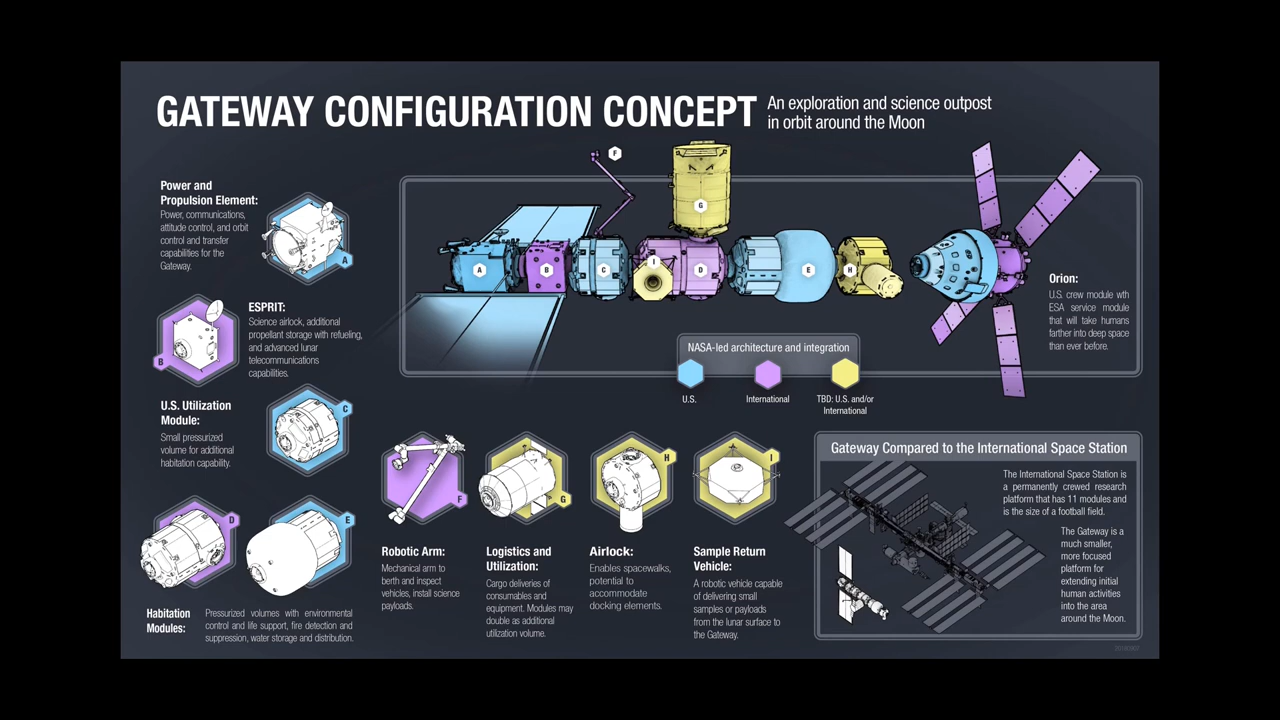 GATEWAY CONFIGURATION CONCEPT
An exploration and science outpost
in orbit around the Moon
Power and
Propulsion Element:
Power, communications,
attitude control, and orbit
control and transfer
capabilities for the
Gateway.
A
ESPRIT:
Science airlock, additional
propellant storage with refueling,
and advanced lunar
telecommunications
capabilities.
B
U.S. Utilization
Module:
Small pressurized
volume for additional
habitation capability.
C
D
E
Habitation
Modules:
Pressurized volumes with environmental
control and life support, fire detection and
suppression, water storage and distribution.
F
G
A
B
C
I
D
E
H
Orion:
U.S. crew module wth
ESA service module
that will take humans
farther into deep space
than ever before.
NASA-led architecture and integration
U.S.
International
TBD: U.S. and/or
International
F
Robotic Arm:
Mechanical arm to
berth and inspect
vehicles, install science
payloads.
G
Logistics and
Utilization:
Cargo deliveries of
consumables and
equipment. Modules may
double as additional
utilization volume.
H
Airlock:
Enables spacewalks,
potential to
accommodate
docking elements.
I
Sample Return
Vehicle:
A robotic vehicle capable
of delivering small
samples or payloads
from the lunar surface to
the Gateway.
Gateway Compared to the International Space Station
The International Space Station is
a permanently crewed research
platform that has 11 modules and
is the size of a football field.
The Gateway is a
much smaller,
more focused
platform for
extending initial
human activities
into the area
around the Moon.